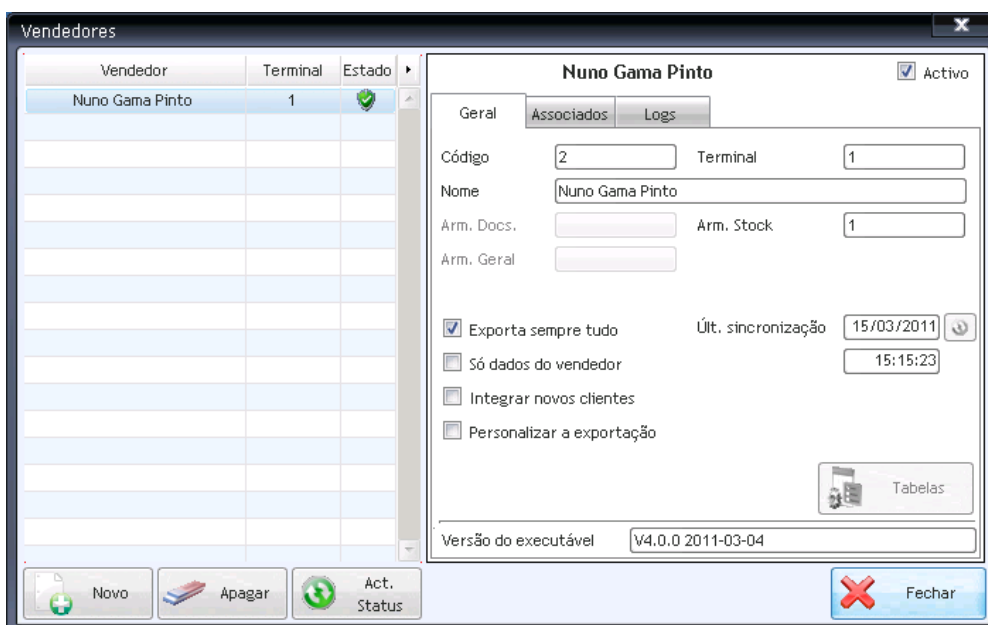 Vendedores
Vendedor Terminal Estado
Nuno Gama Pinto 1
Nuno Gama Pinto Activo
Geral Associados Logs
Código 2 Terminal 1
Nome Nuno Gama Pinto
Arm. Docs. Arm. Stock 1
Arm. Geral
Exporta sempre tudo Últ. sincronização 15/03/2011
Só dados do vendedor 15:15:23
Integrar novos clientes
Personalizar a exportação
Tabelas
Versão do executável V4.0.0 2011-03-04
Novo Apagar Act. Status Fechar